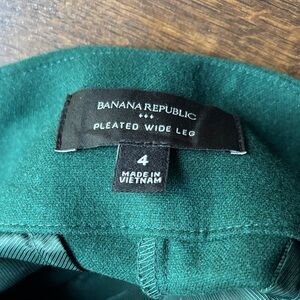 BANANA REPUBLIC
PLEATED WIDE LEG
4
MADE IN
VIETNAM